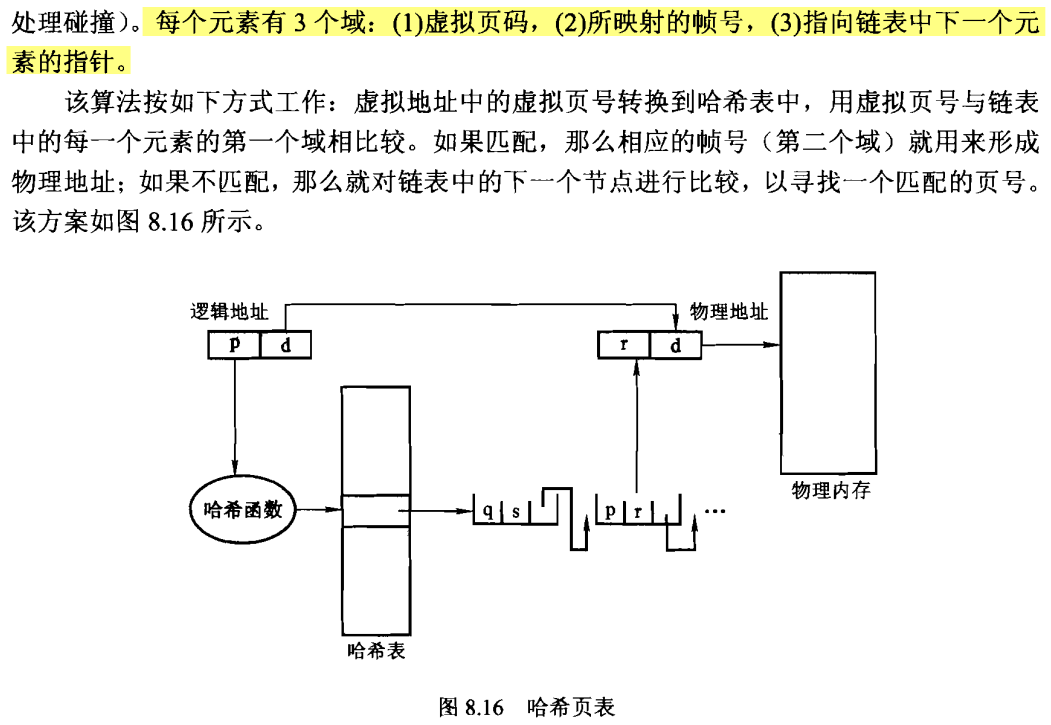 处理碰撞）。每个元素有 3 个域：(1)虚拟页码，(2)所映射的帧号，(3)指向链表中下一个元
素的指针。
该算法按如下方式工作：虚拟地址中的虚拟页号转换到哈希表中，用虚拟页号与链表
中的每一个元素的第一个域相比较。如果匹配，那么相应的帧号（第二个域）就用来形成
物理地址；如果不匹配，那么就对链表中的下一个节点进行比较，以寻找一个匹配的页号。
该方案如图 8.16 所示。
逻辑地址
物理地址
p d
r d
物理内存
哈希函数
q s
p r
…
哈希表
图 8.16 哈希页表